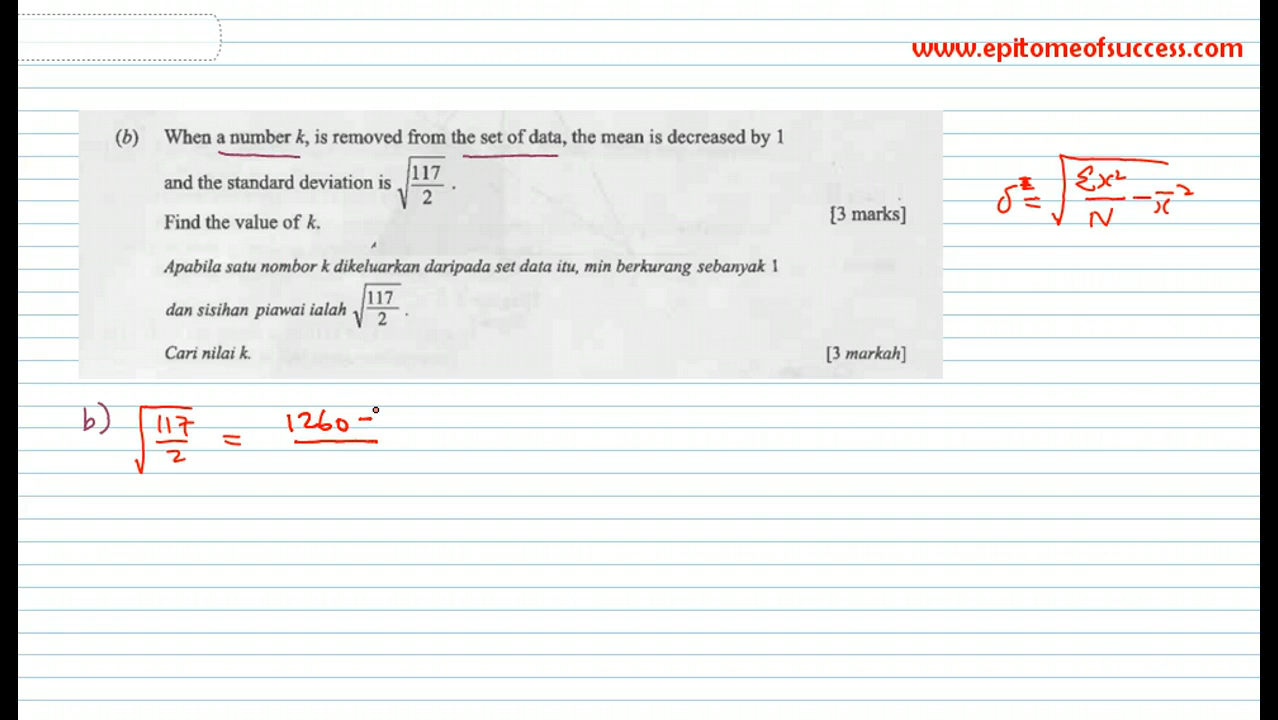 www.epitomeofsuccess.com
(b) When a number k, is removed from the set of data, the mean is decreased by 1
and the standard deviation is √(117/2) .
Find the value of k. [3 marks]
Apabila satu nombor k dikeluarkan daripada set data itu, min berkurang sebanyak 1
dan sisihan piawai ialah √(117/2) .
Cari nilai k. [3 markah]
σ = √(Σx²/N − x̄²)
b) √(117/2) = 1260 −